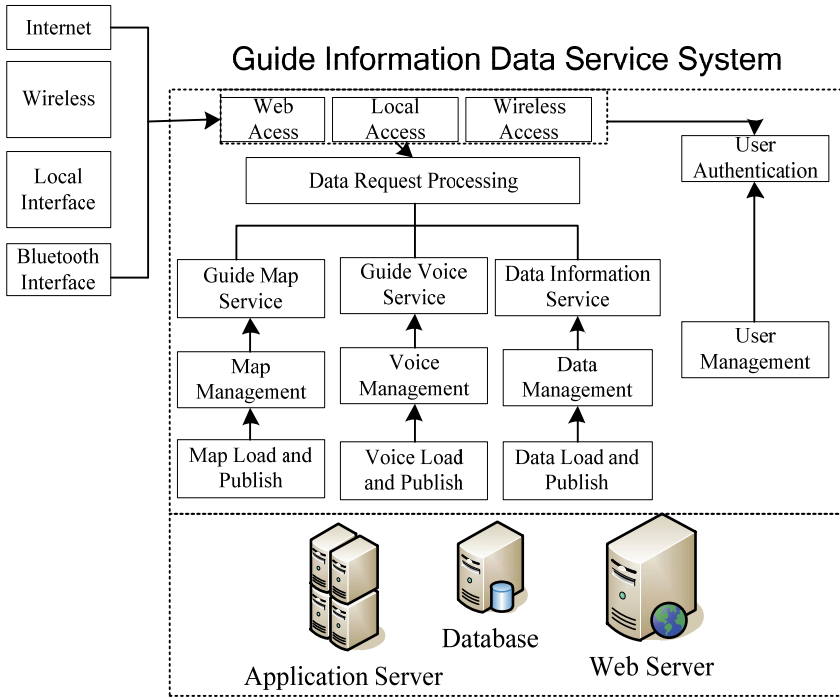 Internet
Wireless
Local
Interface
Bluetooth
Interface
Guide Information Data Service System
Web
Acess
Local
Access
Wireless
Access
User
Authentication
Data Request Processing
Guide Map
Service
Guide Voice
Service
Data Information
Service
Map
Management
Voice
Management
Data
Management
User
Management
Map Load and
Publish
Voice Load
and Publish
Data Load and
Publish
Application Server
Database
Web Server